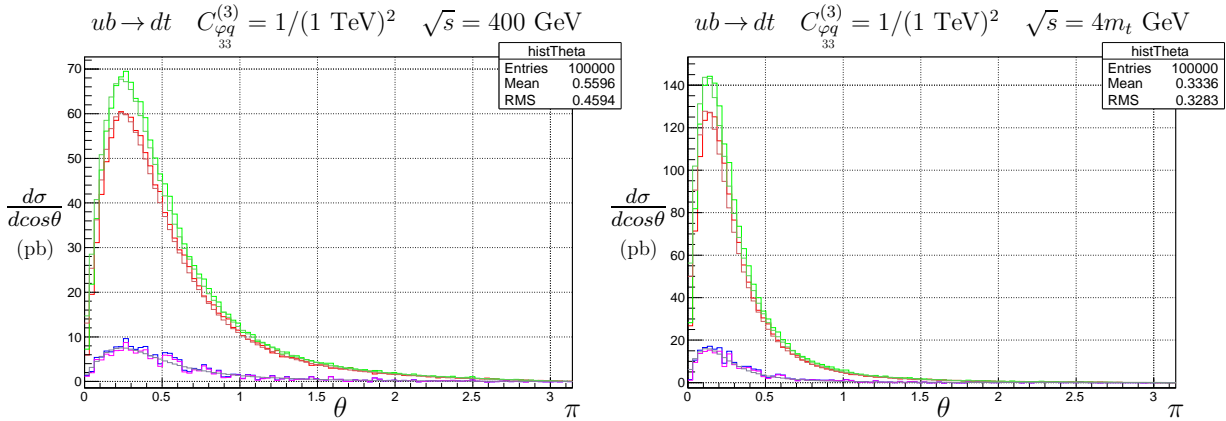 ub → dt C_{φq}^{(3)} _{33} = 1/(1 TeV)² √s = 400 GeV
histTheta
Entries 100000
Mean 0.5596
RMS 0.4594
70
60
50
40
30
20
10
0
dσ/dcosθ
(pb)
0 0.5 1 1.5 2 2.5 3
θ π
ub → dt C_{φq}^{(3)} _{33} = 1/(1 TeV)² √s = 4m_t GeV
histTheta
Entries 100000
Mean 0.3336
RMS 0.3283
140
120
100
80
60
40
20
0
dσ/dcosθ
(pb)
0 0.5 1 1.5 2 2.5 3
θ π